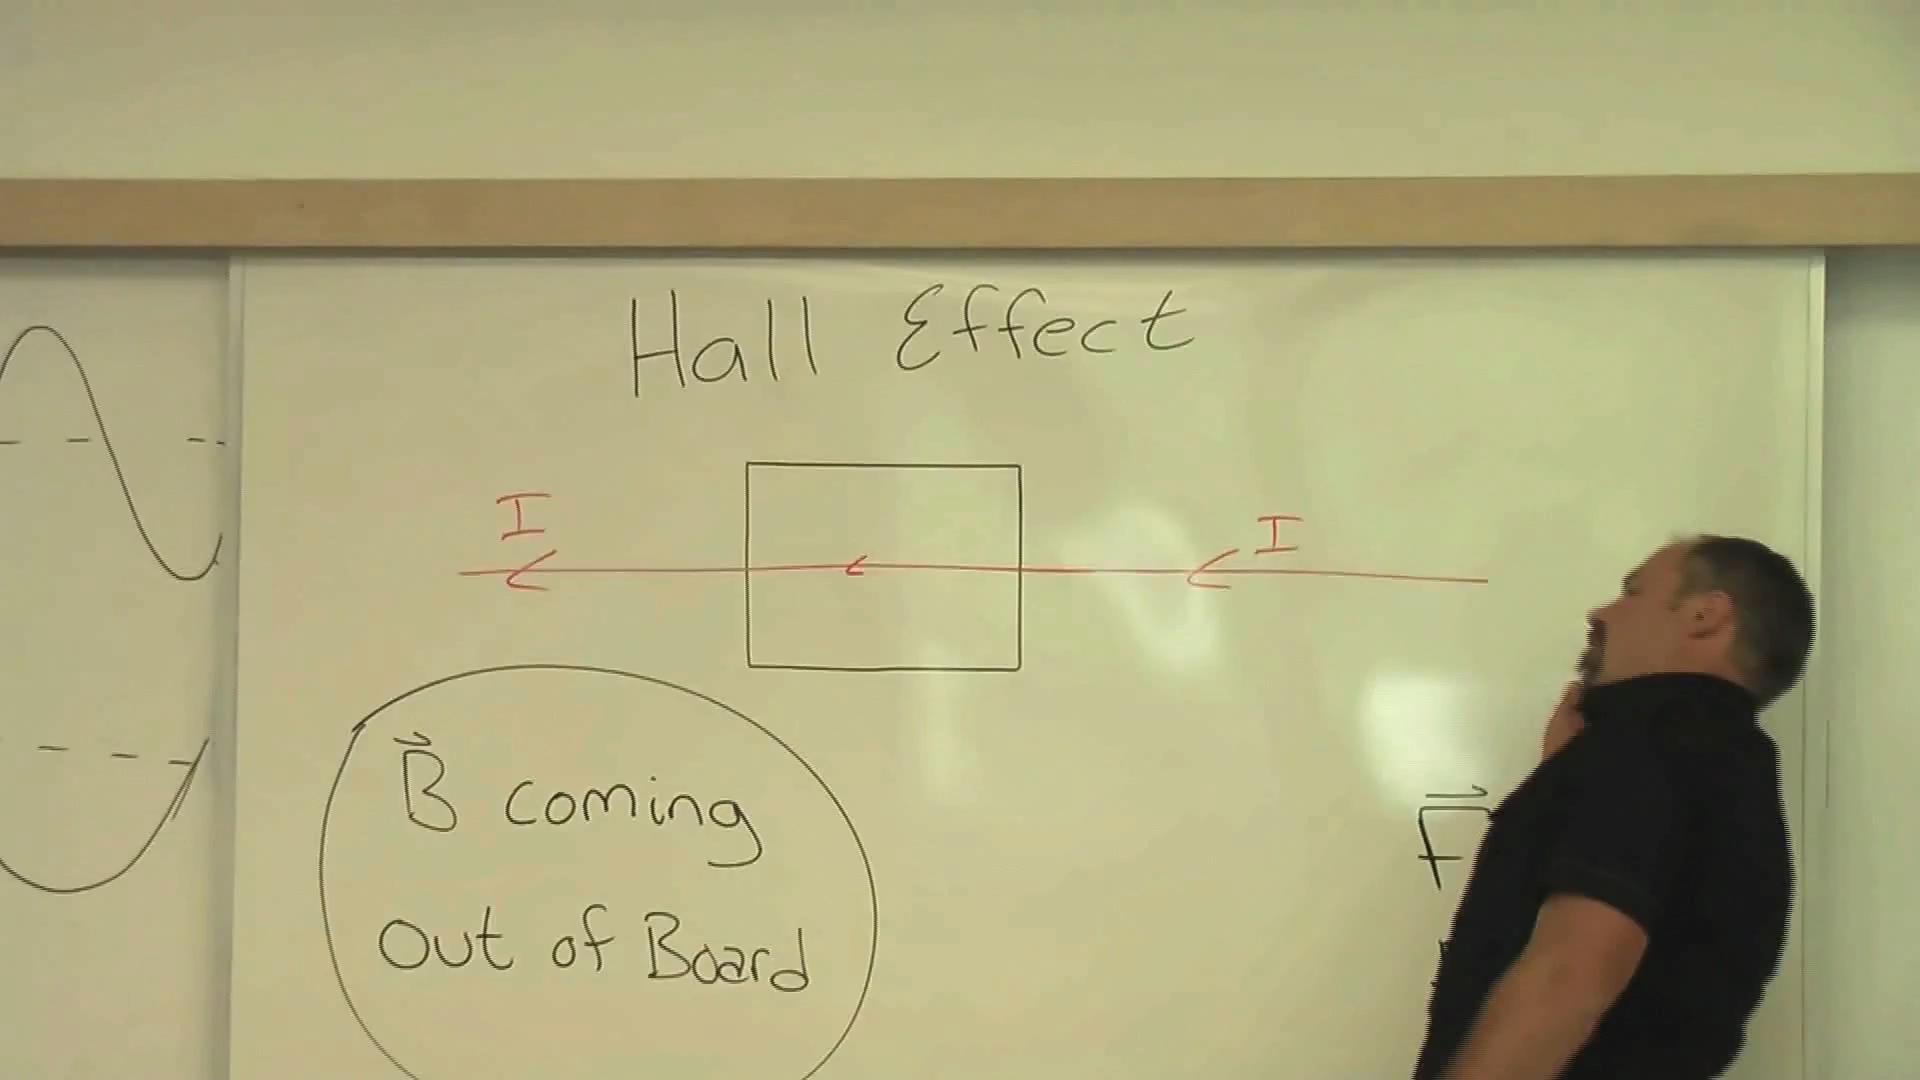 Hall Effect
I
I
B⃗ coming
out of Board
F⃗